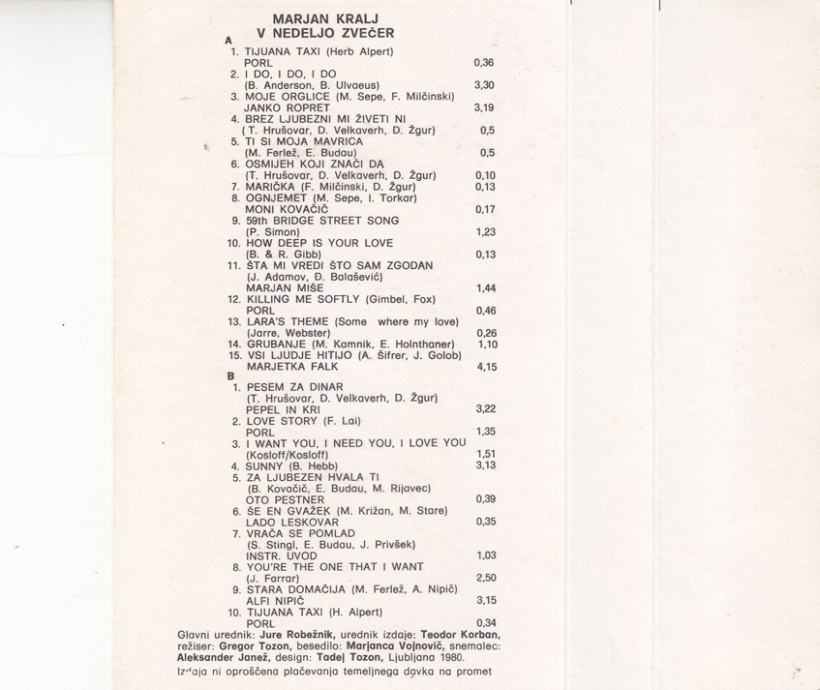 MARJAN KRALJ
V NEDELJO ZVEČER
A
1. TIJUANA TAXI (Herb Alpert)
PORL 0,36
2. I DO, I DO, I DO
(B. Anderson, B. Ulvaeus) 3,30
3. MOJE ORGLICE (M. Sepe, F. Milčinski)
JANKO ROPRET 3,19
4. BREZ LJUBEZNI MI ŽIVETI NI
( T. Hrušovar, D. Velkaverh, D. Žgur) 0,5
5. TI SI MOJA MAVRICA
(M. Ferlež, E. Budau) 0,5
6. OSMIJEH KOJI ZNAĆI DA
(T. Hrušovar, D. Velkaverh, D. Žgur) 0,10
7. MARIČKA (F. Milčinski, D. Žgur) 0,13
8. OGNJEMET (M. Sepe, I. Torkar)
MONI KOVAČIČ 0,17
9. 59th BRIDGE STREET SONG
(P. Simon) 1,23
10. HOW DEEP IS YOUR LOVE
(B. & R. Gibb) 0,13
11. ŠTA MI VREDI ŠTO SAM ZGODAN
(J. Adamov, Đ. Balašević)
MARJAN MIŠE 1,44
12. KILLING ME SOFTLY (Gimbel, Fox)
PORL 0,46
13. LARA'S THEME (Some where my love)
(Jarre, Webster) 0,26
14. GRUBANJE (M. Kamnik, E. Holnthaner) 1,10
15. VSI LJUDJE HITIJO (A. Šifrer, J. Golob)
MARJETKA FALK 4,15
B
1. PESEM ZA DINAR
(T. Hrušovar, D. Velkaverh, D. Žgur)
PEPEL IN KRI 3,22
2. LOVE STORY (F. Lai)
PORL 1,35
3. I WANT YOU, I NEED YOU, I LOVE YOU
(Kosloff/Kosloff) 1,51
4. SUNNY (B. Hebb) 3,13
5. ZA LJUBEZEN HVALA TI
(B. Kovačič, E. Budau, M. Rijavec)
OTO PESTNER 0,39
6. ŠE EN GVAŽEK (M. Križan, M. Stare)
LADO LESKOVAR 0,35
7. VRAČA SE POMLAD
(S. Stingl, E. Budau, J. Privšek)
INSTR. UVOD 1,03
8. YOU'RE THE ONE THAT I WANT
(J. Farrar) 2,50
9. STARA DOMAČIJA (M. Ferlež, A. Nipič)
ALFI NIPIČ 3,15
10. TIJUANA TAXI (H. Alpert)
PORL 0,34
Glavni urednik: Jure Robežnik, urednik izdaje: Teodor Korban,
režiser: Gregor Tozon, besedilo: Marjanca Vojnovič, snemalec:
Aleksander Janež, design: Tadej Tozon, Ljubljana 1980.
Izdaja ni oproščena plačevanja temeljnega davka na promet